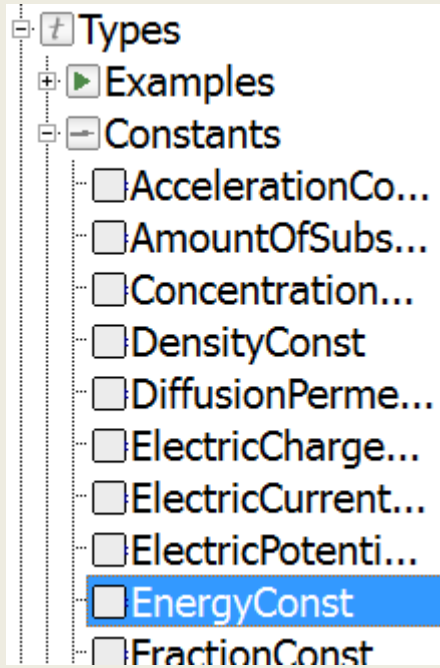 t Types
Examples
Constants
AccelerationCo...
AmountOfSubs...
Concentration...
DensityConst
DiffusionPerme...
ElectricCharge...
ElectricCurrent...
ElectricPotenti...
EnergyConst
FractionConst